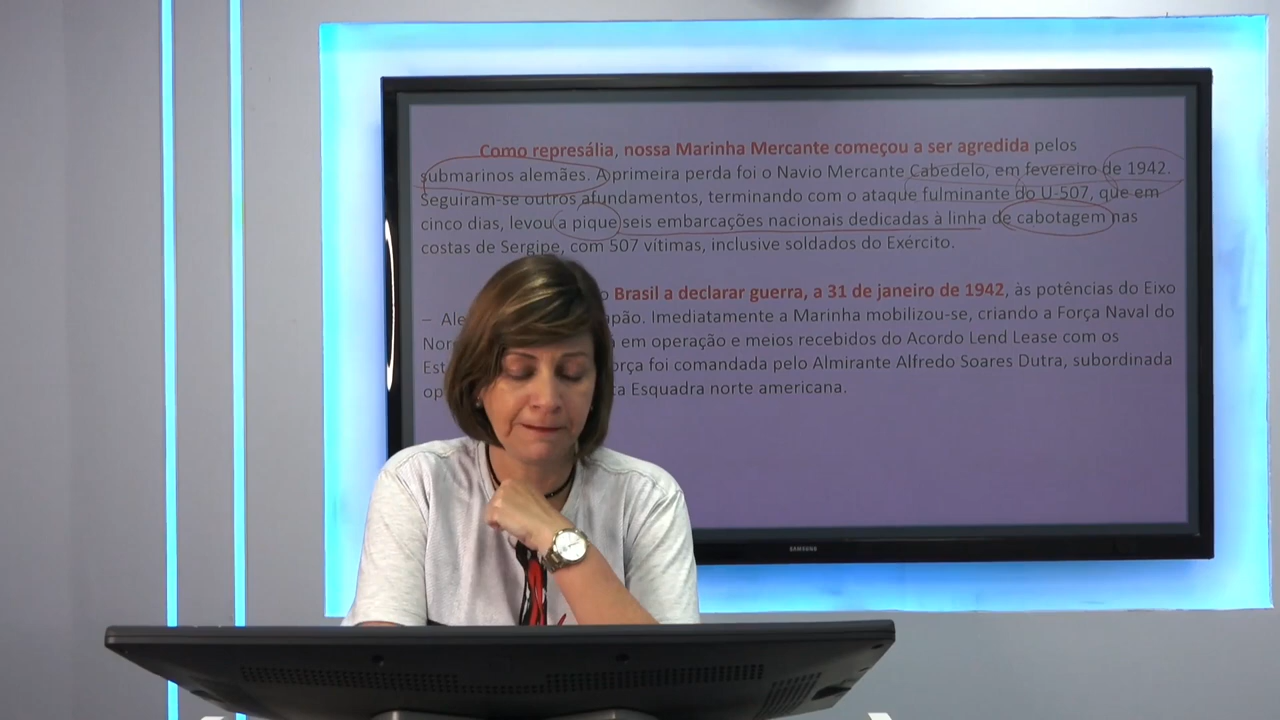 Como represália, nossa Marinha Mercante começou a ser agredida pelos
submarinos alemães. A primeira perda foi o Navio Mercante Cabedelo, em fevereiro de 1942.
Seguiram-se outros afundamentos, terminando com o ataque fulminante do U-507, que em
cinco dias, levou a pique seis embarcações nacionais dedicadas à linha de cabotagem nas
costas de Sergipe, com 507 vítimas, inclusive soldados do Exército.
o Brasil a declarar guerra, a 31 de janeiro de 1942, às potências do Eixo
– Ale apão. Imediatamente a Marinha mobilizou-se, criando a Força Naval do
Nor em operação e meios recebidos do Acordo Lend Lease com os
Est orça foi comandada pelo Almirante Alfredo Soares Dutra, subordinada
op ta Esquadra norte americana.
SAMSUNG